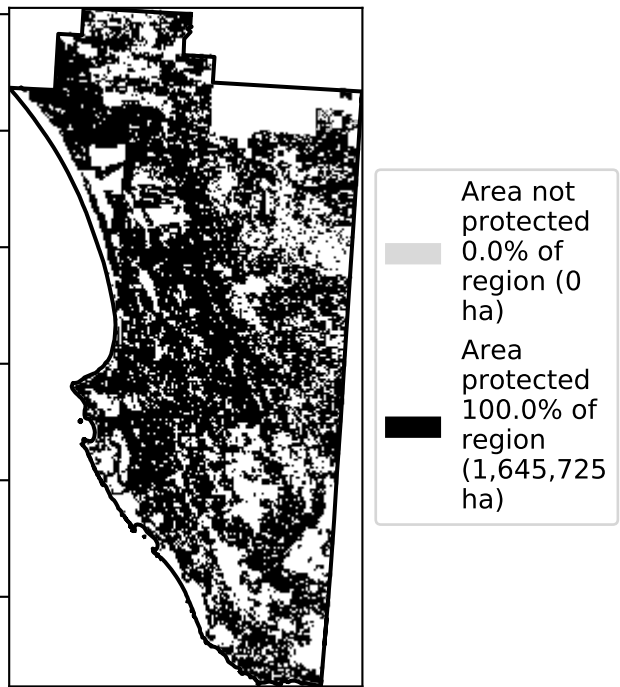 Area not
protected
0.0% of
region (0
ha)
Area
protected
100.0% of
region
(1,645,725
ha)